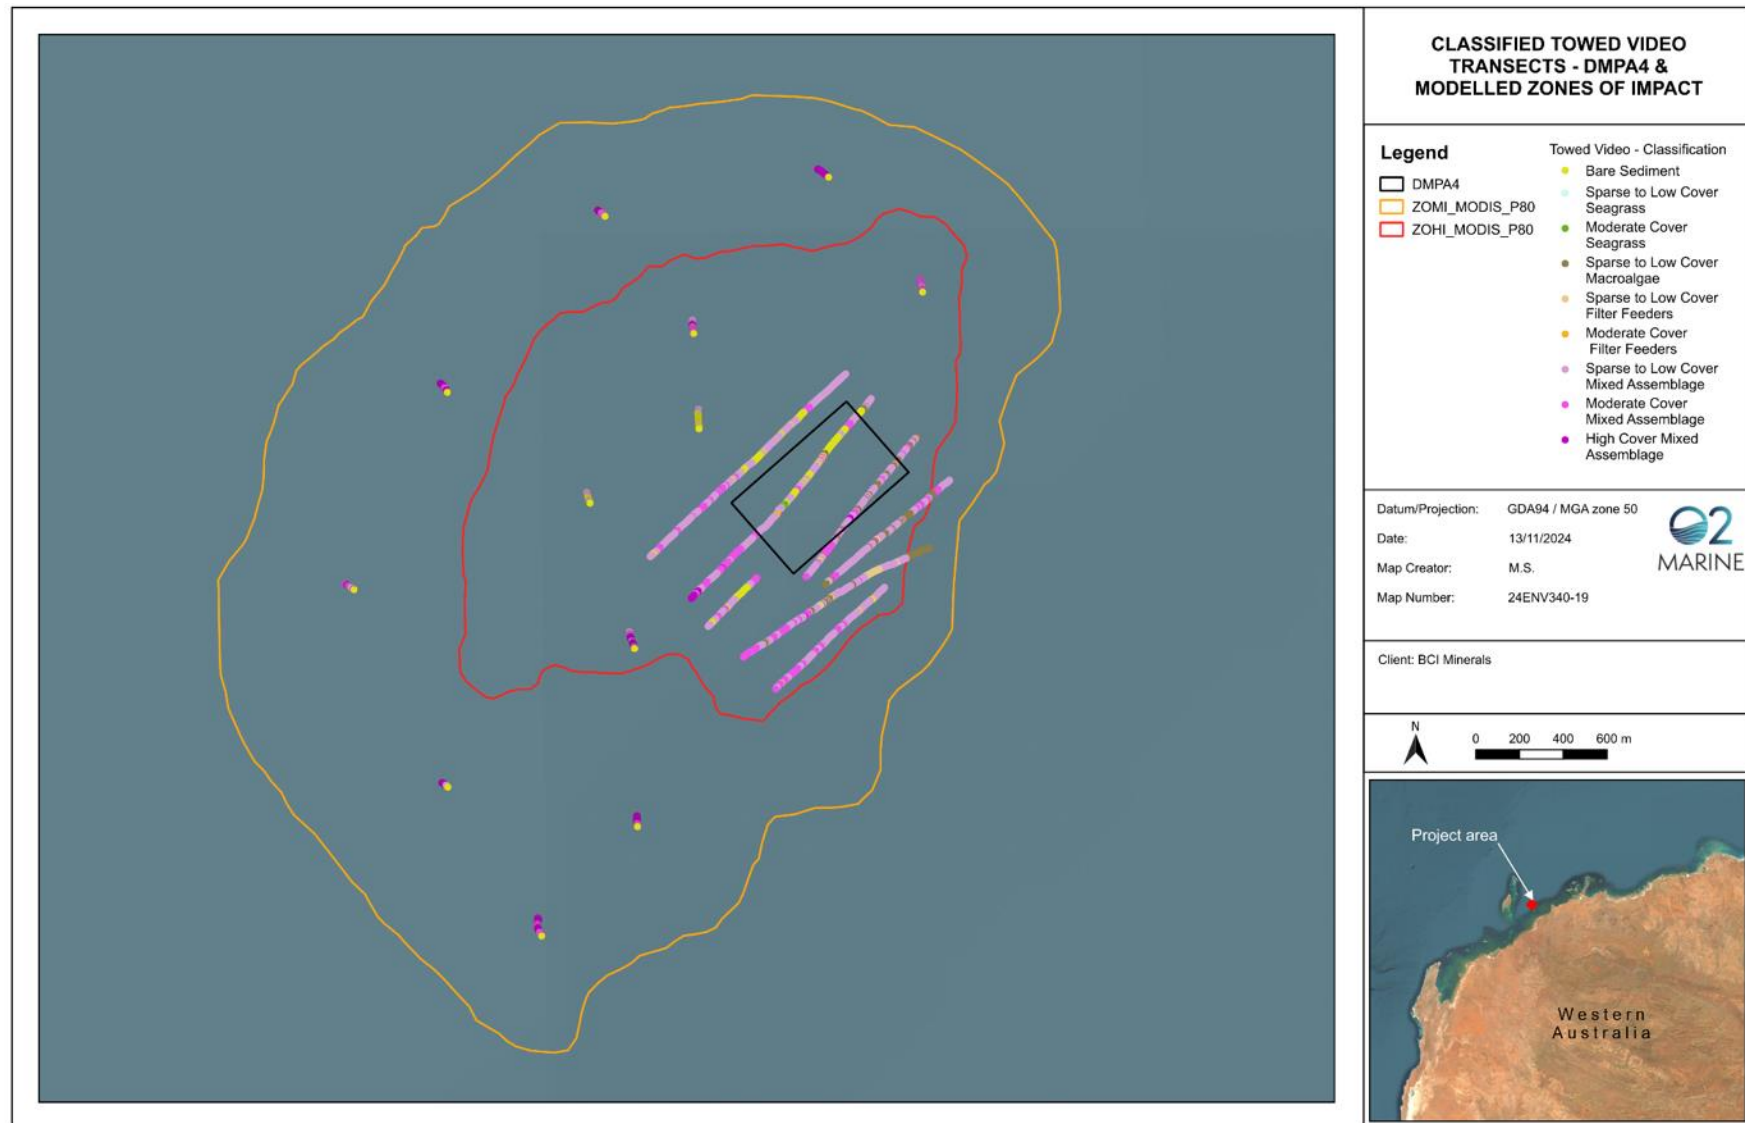 CLASSIFIED TOWED VIDEO
TRANSECTS - DMPA4 &
MODELLED ZONES OF IMPACT
Legend
DMPA4
ZOMI_MODIS_P80
ZOHI_MODIS_P80
Towed Video - Classification
Bare Sediment
Sparse to Low Cover
Seagrass
Moderate Cover
Seagrass
Sparse to Low Cover
Macroalgae
Sparse to Low Cover
Filter Feeders
Moderate Cover
Filter Feeders
Sparse to Low Cover
Mixed Assemblage
Moderate Cover
Mixed Assemblage
High Cover Mixed
Assemblage
Datum/Projection: GDA94 / MGA zone 50
Date: 13/11/2024
Map Creator: M.S.
Map Number: 24ENV340-19
O2
MARINE
Client: BCI Minerals
N
0 200 400 600 m
Project area
Western
Australia